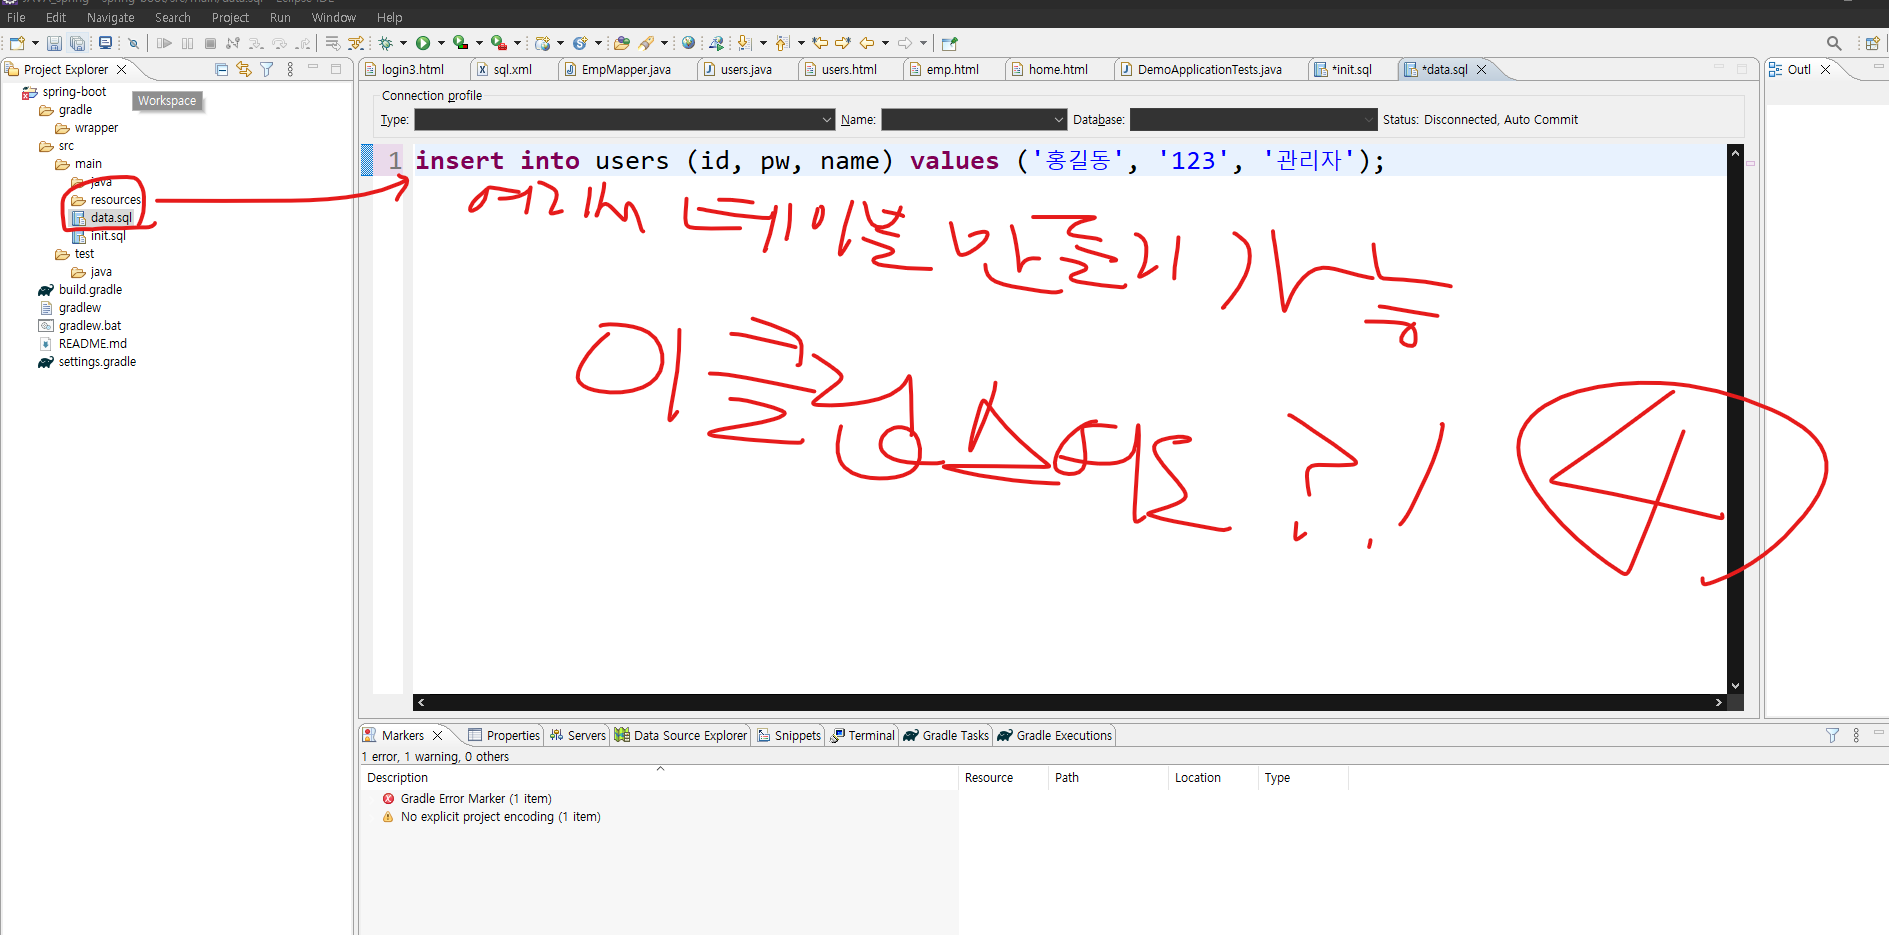 File Edit Navigate Search Project Run Window Help
Project Explorer
login3.html sql.xml EmpMapper.java users.java users.html emp.html home.html DemoApplicationTests.java *init.sql *data.sql
Outl
Workspace
spring-boot
gradle
wrapper
src
main
java
resources
data.sql
init.sql
test
java
build.gradle
gradlew
gradlew.bat
README.md
settings.gradle
Connection profile
Type: Name: Database: Status: Disconnected, Auto Commit
1 insert into users (id, pw, name) values ('홍길동', '123', '관리자');
여기서 테이블 만들기 가능
?!
4
Markers Properties Servers Data Source Explorer Snippets Terminal Gradle Tasks Gradle Executions
1 error, 1 warning, 0 others
Description Resource Path Location Type
Gradle Error Marker (1 item)
No explicit project encoding (1 item)